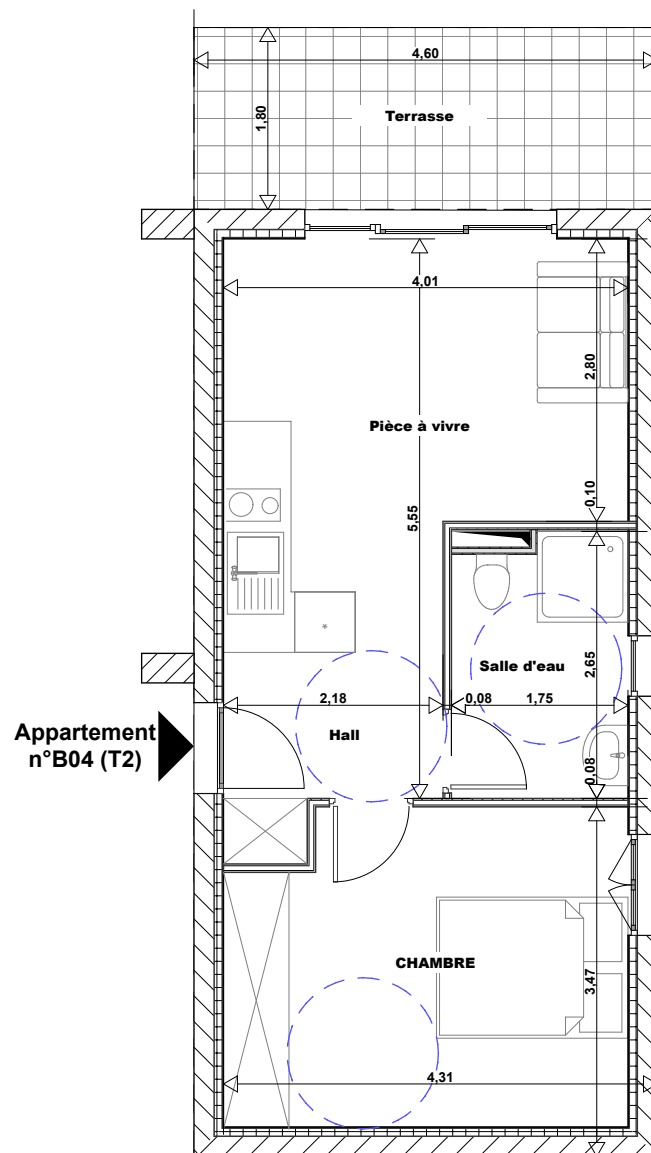 4,60
1,80
Terrasse
4,01
2,80
Pièce à vivre
5,55
0,10
Salle d'eau
2,65
2,18
0,08
1,75
Hall
Appartement
n°B04 (T2)
0,08
CHAMBRE
3,47
4,31